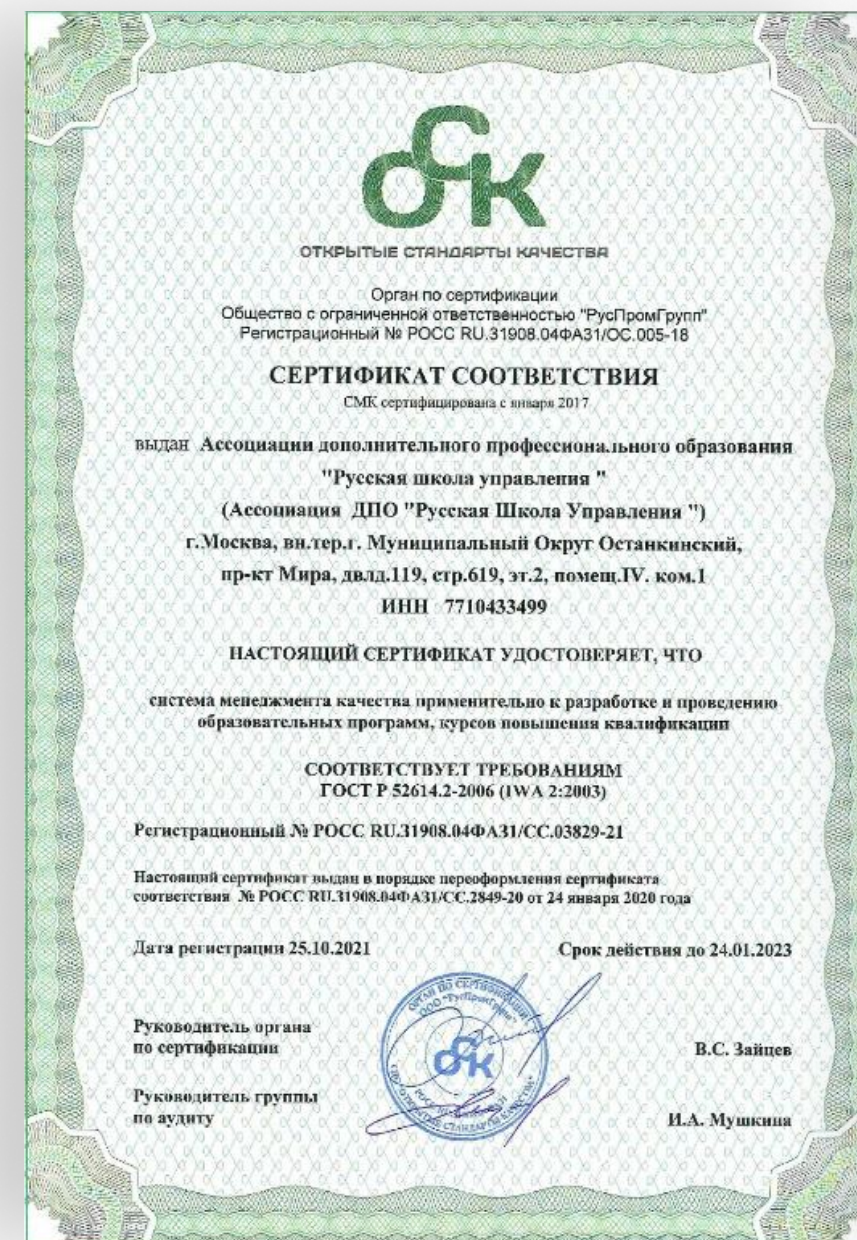 ОСК
ОТКРЫТЫЕ СТАНДАРТЫ КАЧЕСТВА
Орган по сертификации
Общество с ограниченной ответственностью "РусПромГрупп"
Регистрационный № РОСС RU.31908.04ФА31/ОС.005-18
СЕРТИФИКАТ СООТВЕТСТВИЯ
СМК сертифицирована с января 2017
выдан Ассоциации дополнительного профессионального образования
"Русская школа управления "
(Ассоциация ДПО "Русская Школа Управления ")
г.Москва, вн.тер.г. Муниципальный Округ Останкинский,
пр-кт Мира, двлд.119, стр.619, эт.2, помещ.IV. ком.1
ИНН 7710433499
НАСТОЯЩИЙ СЕРТИФИКАТ УДОСТОВЕРЯЕТ, ЧТО
система менеджмента качества применительно к разработке и проведению
образовательных программ, курсов повышения квалификации
СООТВЕТСТВУЕТ ТРЕБОВАНИЯМ
ГОСТ Р 52614.2-2006 (IWA 2:2003)
Регистрационный № РОСС RU.31908.04ФА31/СС.03829-21
Настоящий сертификат выдан в порядке переоформления сертификата
соответствия № РОСС RU.31908.04ФА31/СС.2849-20 от 24 января 2020 года
Дата регистрации 25.10.2021 Срок действия до 24.01.2023
ОРГАН ПО СЕРТИФИКАЦИИ
ООО "РусПромГрупп"
ОСК
Руководитель органа
по сертификации В.С. Зайцев
Руководитель группы
по аудиту И.А. Мушкина